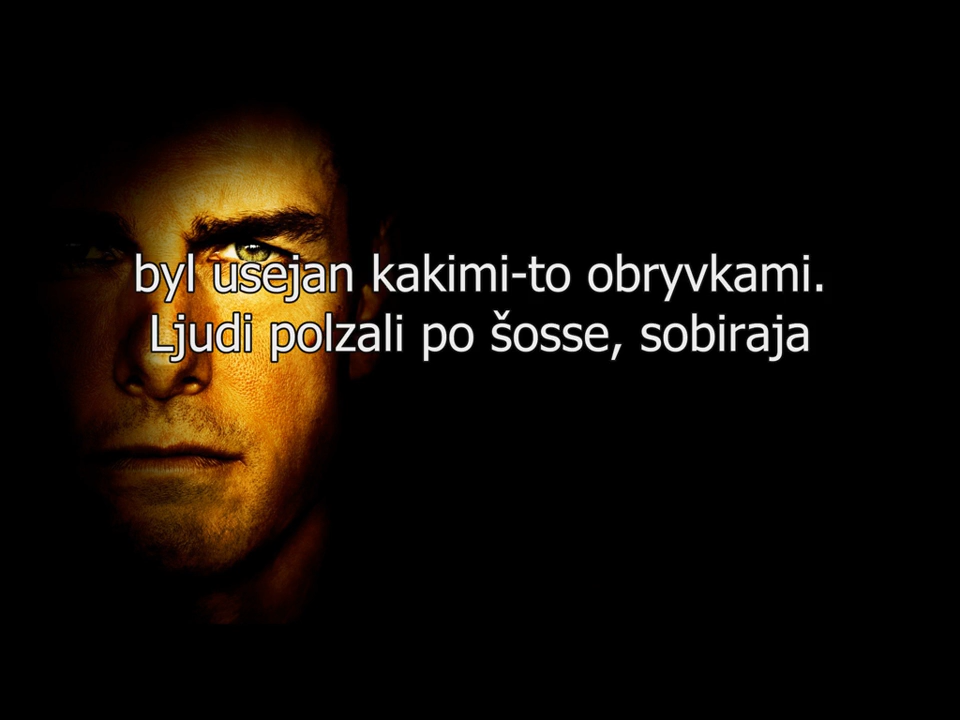 byl usejan kakimi-to obryvkami.
Ljudi polzali po šosse, sobiraja